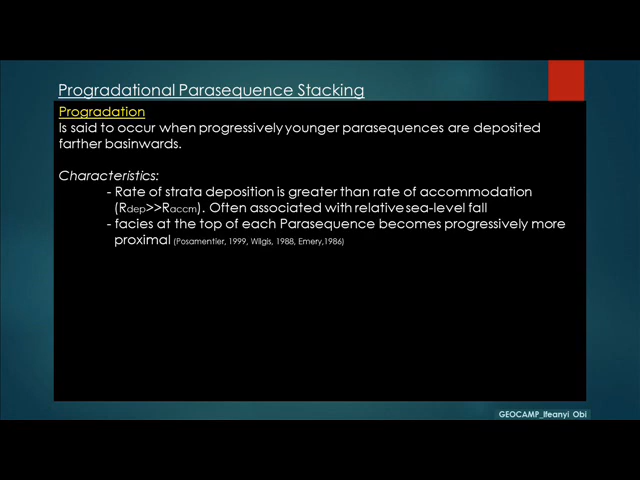 Progradational Parasequence Stacking
Progradation
Is said to occur when progressively younger parasequences are deposited
farther basinwards.
Characteristics:
- Rate of strata deposition is greater than rate of accommodation
(Rdep>>Raccm). Often associated with relative sea-level fall
- facies at the top of each Parasequence becomes progressively more
proximal (Posamentier, 1999, Wilgis, 1988, Emery,1986)
GEOCAMP_Ifeanyi Obi